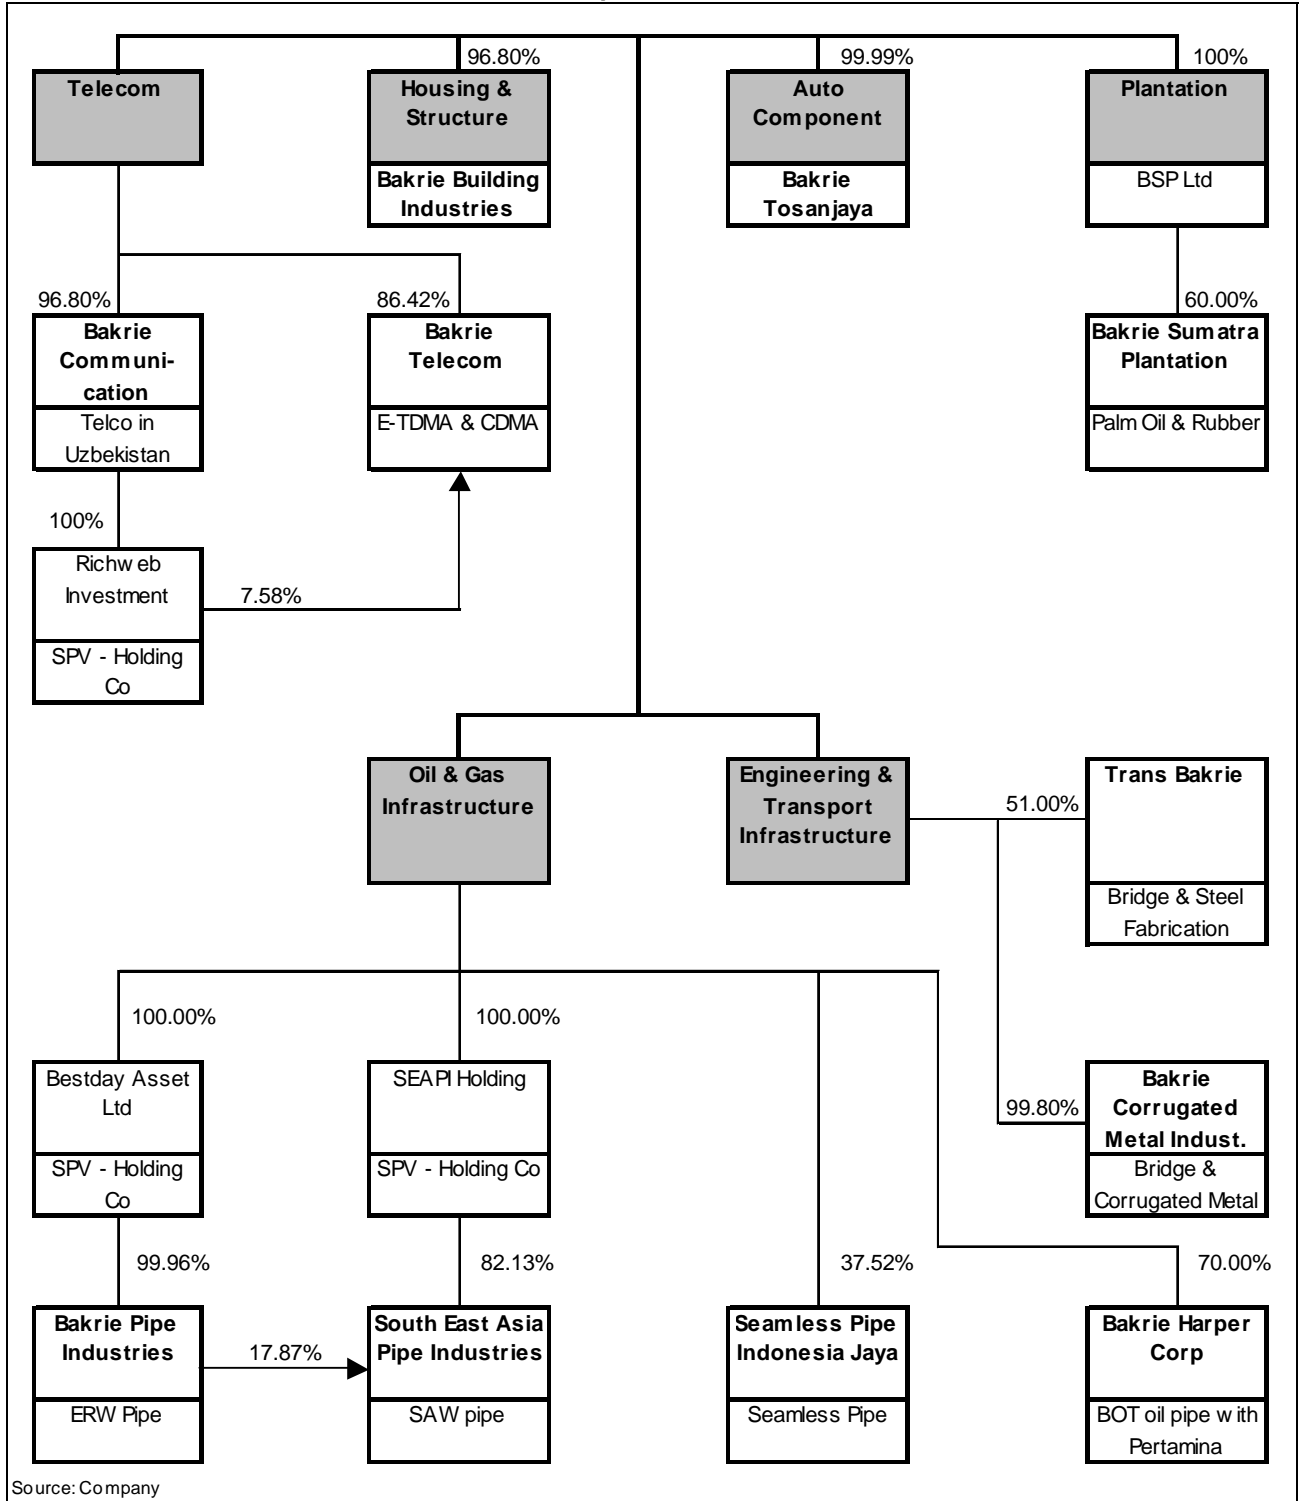 96.80%
99.99%
100%
Telecom
Housing &
Structure
Auto
Component
Plantation
Bakrie Building
Industries
Bakrie
Tosanjaya
BSP Ltd
96.80%
86.42%
60.00%
Bakrie
Communi-
cation
Bakrie
Telecom
Bakrie Sumatra
Plantation
Telco in
Uzbekistan
E-TDMA & CDMA
Palm Oil & Rubber
100%
Richweb
Investment
7.58%
SPV - Holding
Co
Oil & Gas
Infrastructure
Engineering &
Transport
Infrastructure
51.00%
Trans Bakrie
Bridge & Steel
Fabrication
100.00%
100.00%
Bestday Asset
Ltd
SEAPI Holding
99.80%
Bakrie
Corrugated
Metal Indust.
SPV - Holding
Co
SPV - Holding Co
Bridge &
Corrugated Metal
99.96%
82.13%
37.52%
70.00%
Bakrie Pipe
Industries
17.87%
South East Asia
Pipe Industries
Seamless Pipe
Indonesia Jaya
Bakrie Harper
Corp
ERW Pipe
SAW pipe
Seamless Pipe
BOT oil pipe with
Pertamina
Source: Company